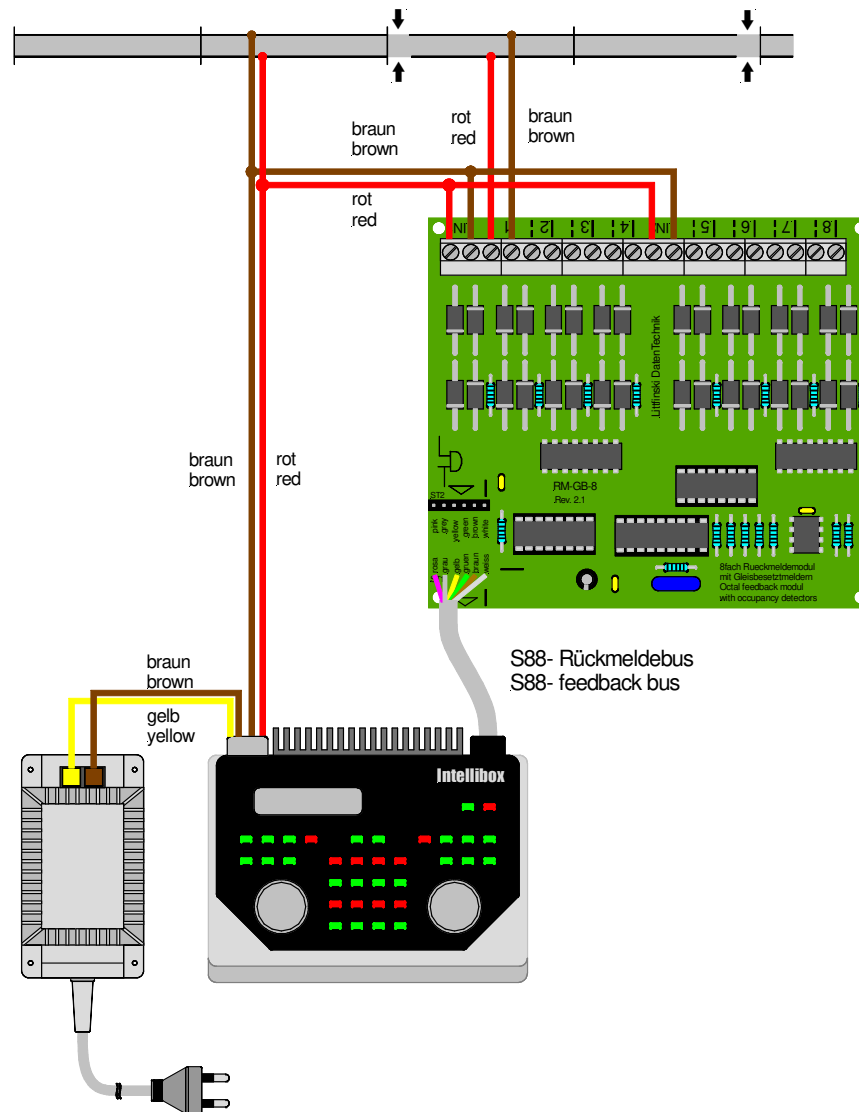 braun
brown
rot
red
braun
brown
rot
red
IN
1
2
3
4
IN
5
6
7
8
Littfinski DatenTechnik
braun
brown
rot
red
RM-GB-8
Rev. 2.1
ST2
pink
grey
yellow
green
brown
white
rosa
grau
gelb
gruen
braun
weiss
8fach Rueckmeldemodul
mit Gleisbesetztmeldern
Octal feedback modul
with occupancy detectors
S88- Rückmeldebus
S88- feedback bus
braun
brown
gelb
yellow
Intellibox